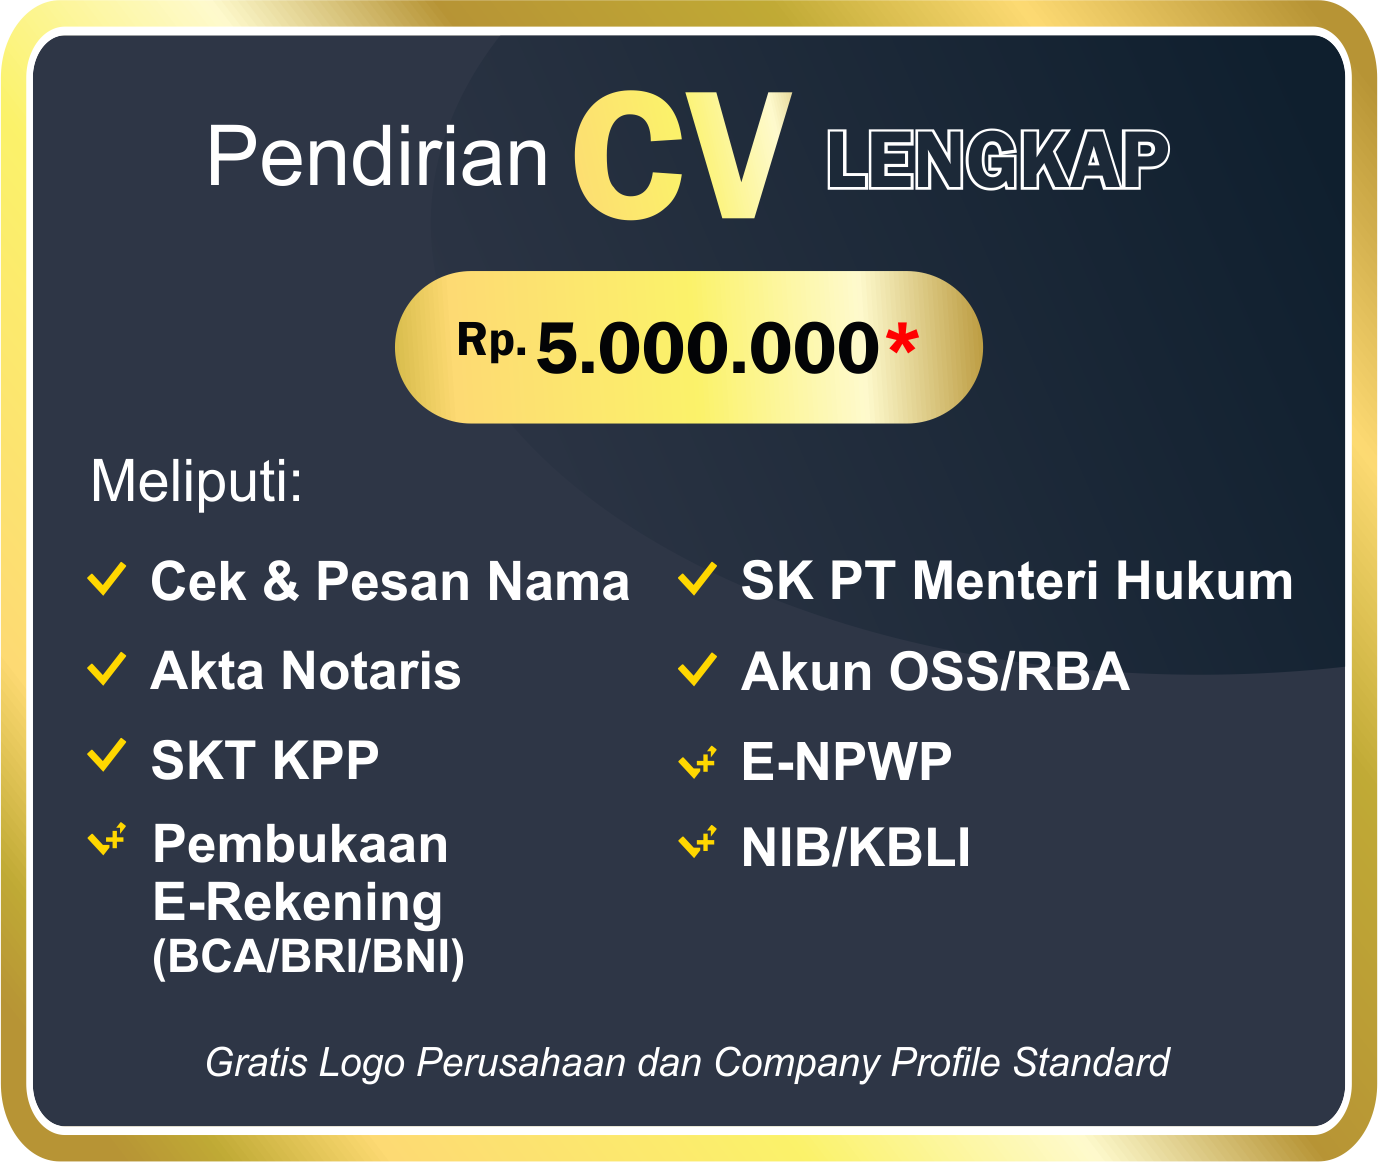 Pendirian CV LENGKAP
Rp. 5.000.000*
Meliputi:
Cek & Pesan Nama
Akta Notaris
SKT KPP
Pembukaan
E-Rekening
(BCA/BRI/BNI)
SK PT Menteri Hukum
Akun OSS/RBA
E-NPWP
NIB/KBLI
Gratis Logo Perusahaan dan Company Profile Standard